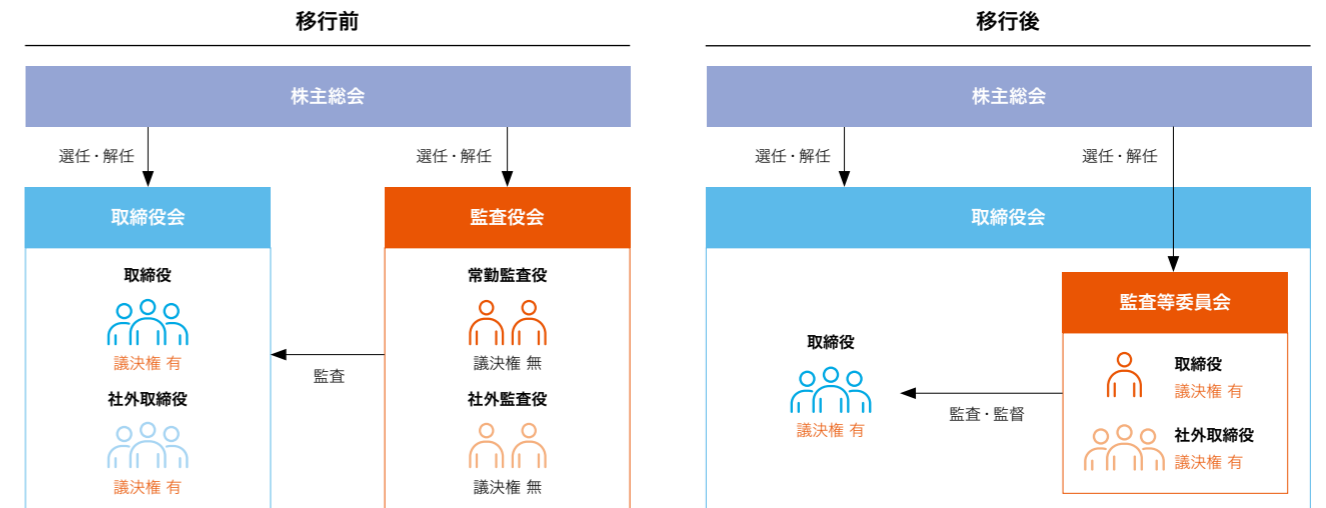 移行前
株主総会
選任・解任
選任・解任
取締役会
監査役会
取締役
議決権 有
社外取締役
議決権 有
常勤監査役
議決権 無
社外監査役
議決権 無
監査
移行後
株主総会
選任・解任
選任・解任
取締役会
監査等委員会
取締役
議決権 有
監査・監督
取締役
議決権 有
社外取締役
議決権 有